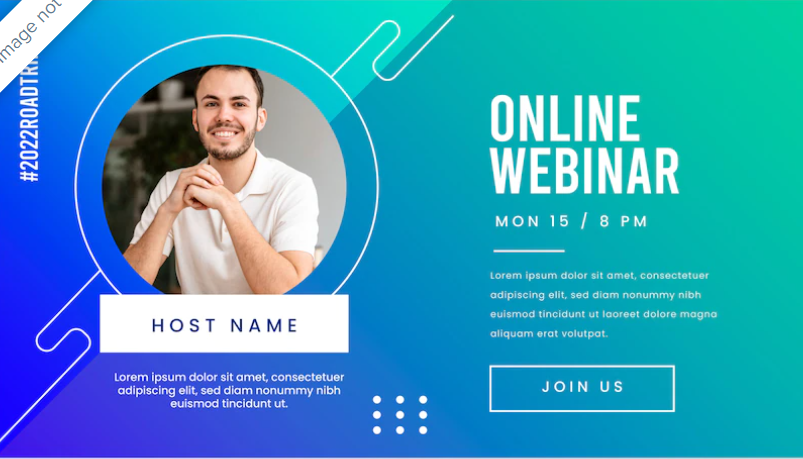 image not
#2022ROADTRI
ONLINE
WEBINAR
MON 15 / 8 PM
Lorem ipsum dolor sit amet, consectetuer
adipiscing elit, sed diam nonummy nibh
euismod tincidunt ut laoreet dolore magna
aliquam erat volutpat.
JOIN US
HOST NAME
Lorem ipsum dolor sit amet, consectetuer
adipiscing elit, sed diam nonummy nibh
euismod tincidunt ut.